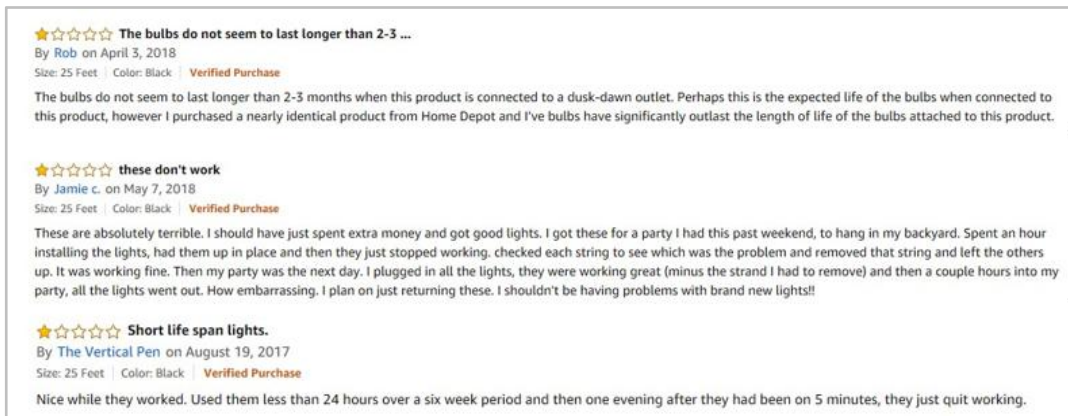 The bulbs do not seem to last longer than 2-3 ...
By Rob on April 3, 2018
Size: 25 Feet | Color: Black | Verified Purchase
The bulbs do not seem to last longer than 2-3 months when this product is connected to a dusk-dawn outlet. Perhaps this is the expected life of the bulbs when connected to
this product, however I purchased a nearly identical product from Home Depot and I've bulbs have significantly outlast the length of life of the bulbs attached to this product.
these don't work
By Jamie c. on May 7, 2018
Size: 25 Feet | Color: Black | Verified Purchase
These are absolutely terrible. I should have just spent extra money and got good lights. I got these for a party I had this past weekend, to hang in my backyard. Spent an hour
installing the lights, had them up in place and then they just stopped working. checked each string to see which was the problem and removed that string and left the others
up. It was working fine. Then my party was the next day. I plugged in all the lights, they were working great (minus the strand I had to remove) and then a couple hours into my
party, all the lights went out. How embarrassing. I plan on just returning these. I shouldn't be having problems with brand new lights!!
Short life span lights.
By The Vertical Pen on August 19, 2017
Size: 25 Feet | Color: Black | Verified Purchase
Nice while they worked. Used them less than 24 hours over a six week period and then one evening after they had been on 5 minutes, they just quit working.